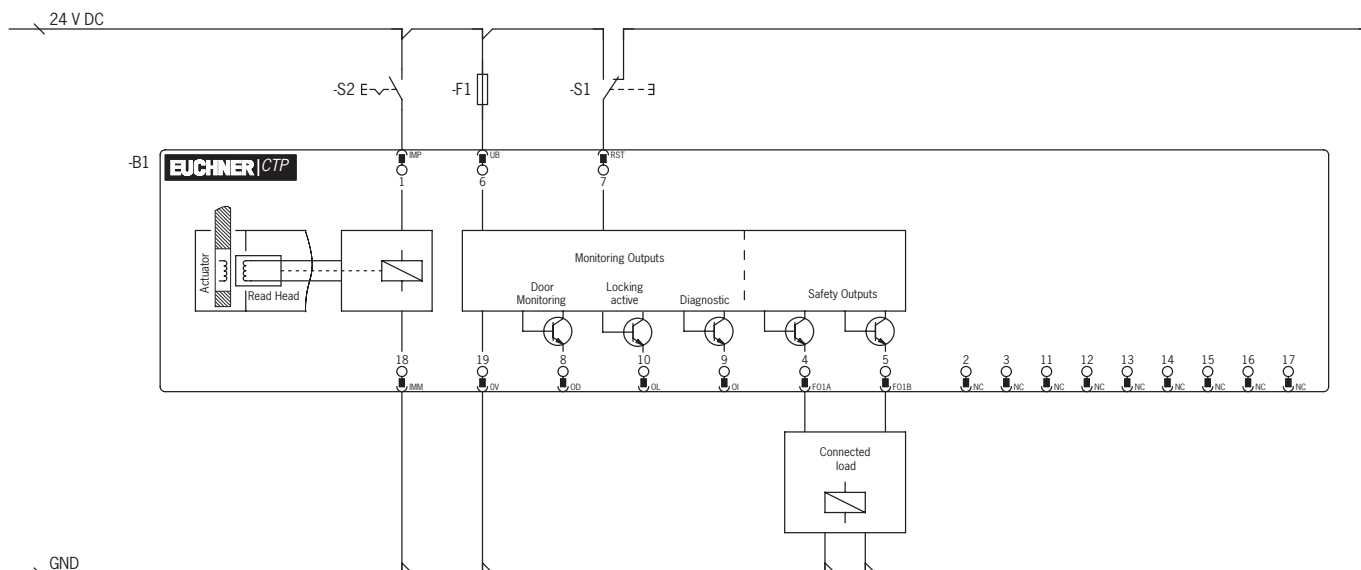 24 V DC
-S2
-F1
-S1
-B1
EUCHNER CTP
IMP
UB
RST
1
6
7
Actuator
Read Head
Monitoring Outputs
Door
Monitoring
Locking
active
Diagnostic
Safety Outputs
18
19
8
10
9
4
5
2
3
11
12
13
14
15
16
17
IMM
0V
OD
OL
OI
FO1A
FO1B
NC
NC
NC
NC
NC
NC
NC
NC
NC
Connected
load
GND